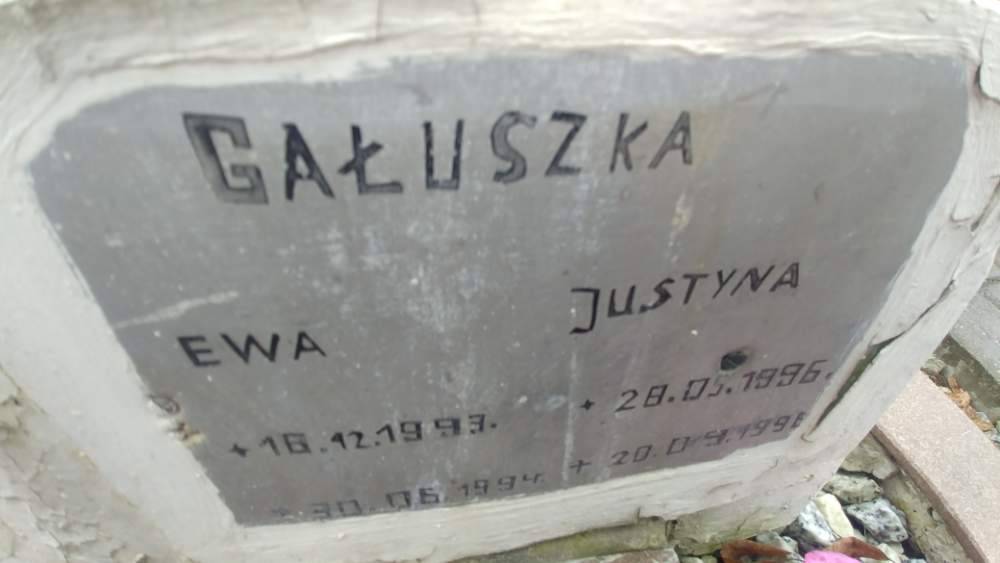 GAŁUSZKA
EWA
+ 16.12.1993.
+ 30.06.1994.
JUSTYNA
+ 28.05.1996.
+ 20.09.1996